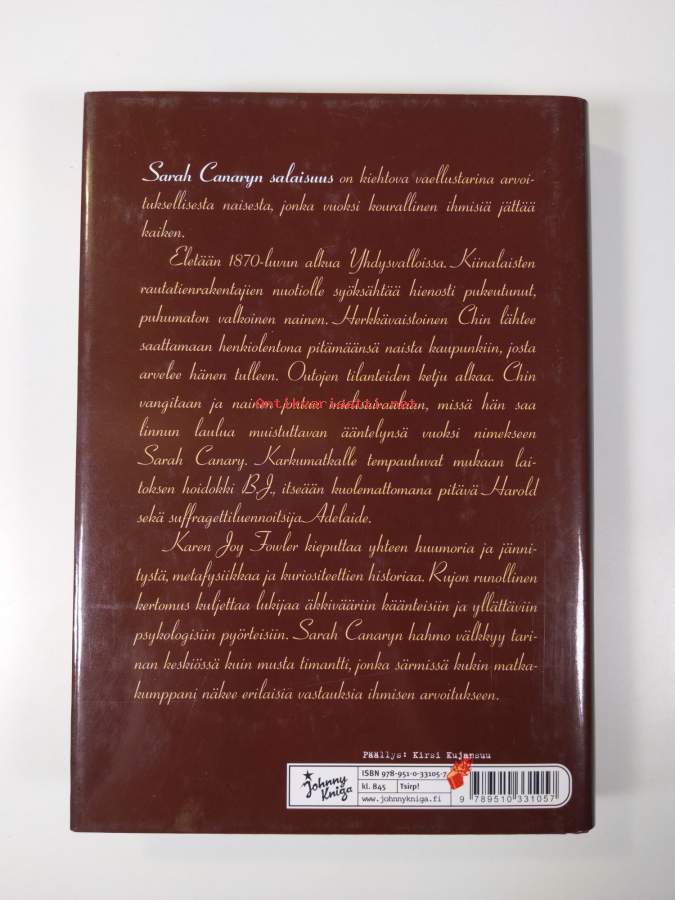 Sarah Canaryn salaisuus on kiehtova vaellustarina arvoi-
tuksellisesta naisesta, jonka vuoksi kourallinen ihmisiä jättää
kaiken.
Eletään 1870-luvun alkua Yhdysvalloissa. Kiinalaisten
rautatienrakentajien nuotiolle syöksähtää hienosti pukeutunut,
puhumaton valkoinen nainen. Herkkävaistoinen Chin lähtee
saattamaan henkiolentona pitämäänsä naista kaupunkiin, josta
arvelee hänen tulleen. Outojen tilanteiden ketju alkaa. Chin
vangitaan ja nainen missä hän saa
Antikvariaatti.net
linnun laulua muistuttavan ääntelynsä vuoksi nimekseen
Sarah Canary. Karkumatkalle tempautuvat mukaan lai-
toksen hoidokki B.J., itseään kuolemattomana pitävä Harold
sekä suffragettiluennoitsija Adelaide.
Karen Joy Fowler kieputtaa yhteen huumoria ja jänni-
tystä, metafysiikkaa ja kuriositeettien historiaa. Rujon runollinen
kertomus kuljettaa lukijaa äkkivääriin käänteisiin ja yllättäviin
psykologisiin pyörteisiin. Sarah Canaryn hahmo välkkyy tari-
nan keskiössä kuin musta timantti, jonka särmissä kukin matka-
kumppani näkee erilaisia vastauksia ihmisen arvoitukseen.
Päällys: Kirsi Kujansuu
Johnny
Kniga
ISBN 978-951-0-33105-7
kl. 84.5 Tsirp!
www.johnnykniga.fi
9 789510 331057